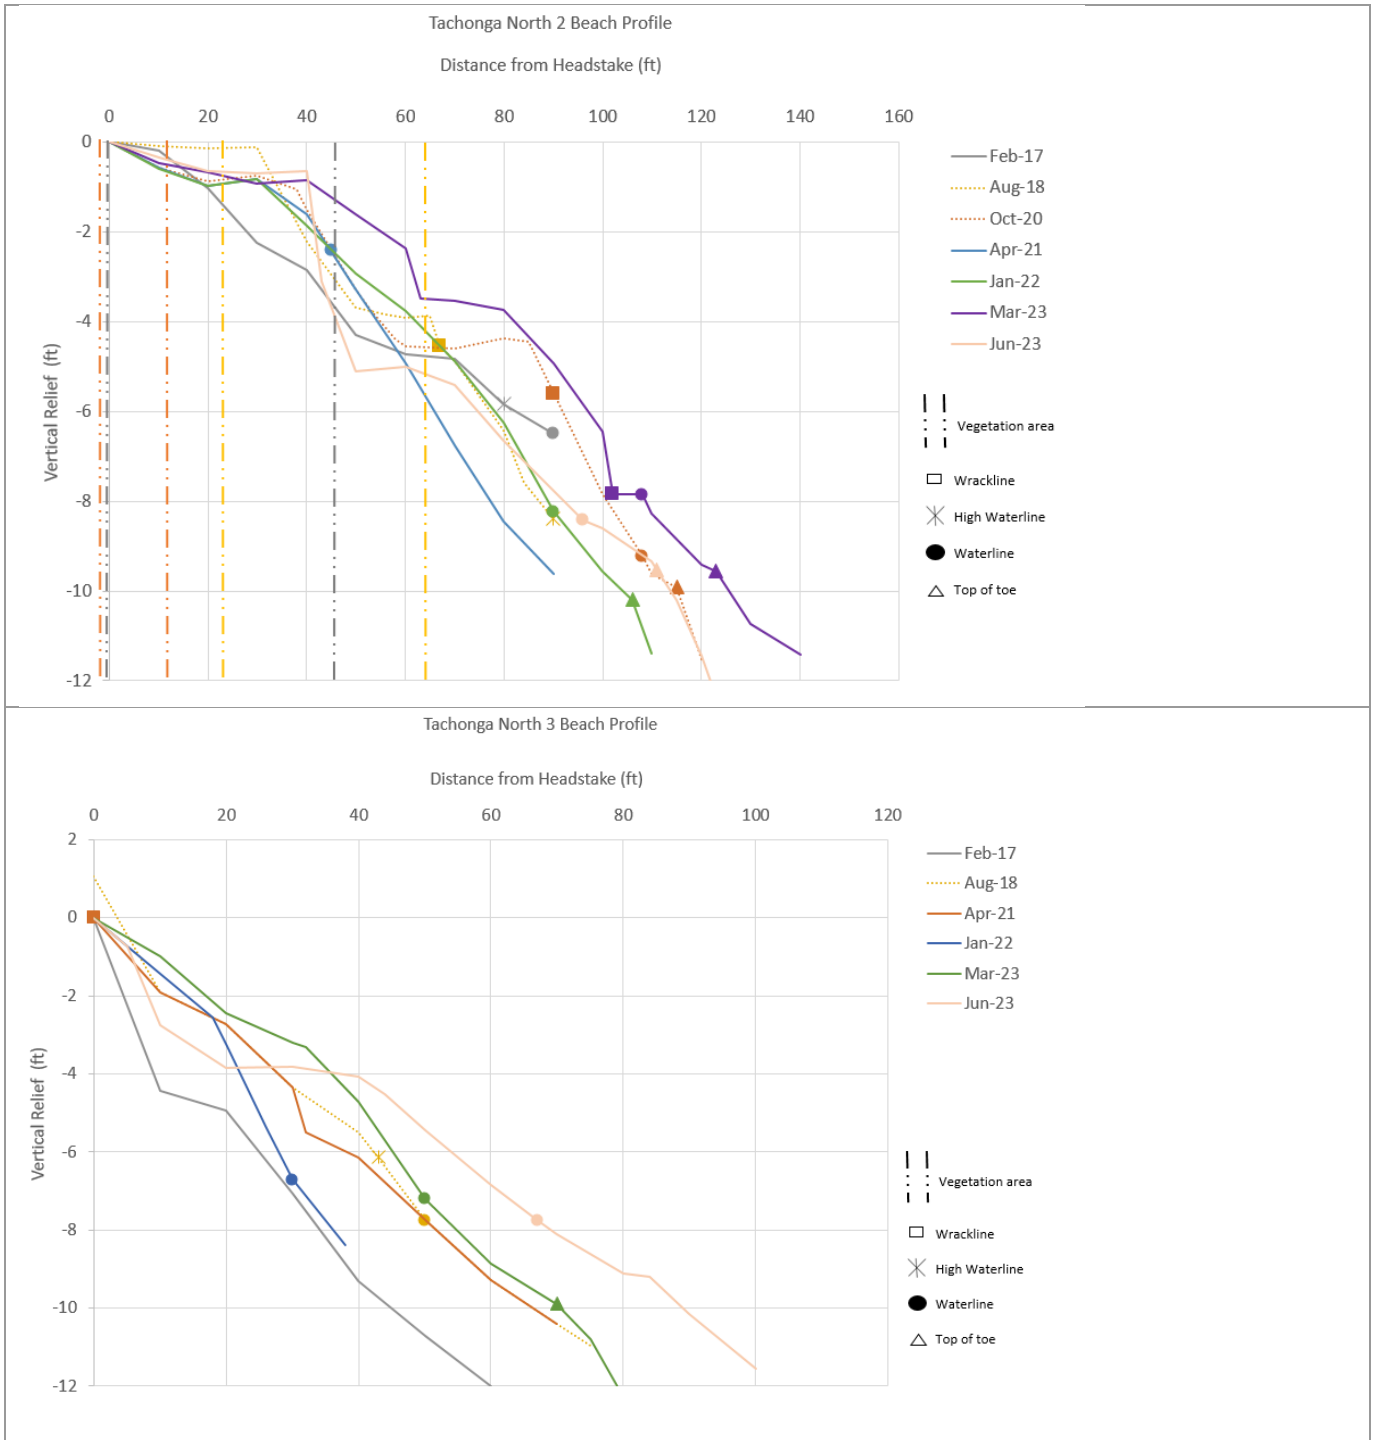 Tachonga North 2 Beach Profile
Distance from Headstake (ft)
0 20 40 60 80 100 120 140 160
0
-2
-4
-6
-8
-10
-12
Vertical Relief (ft)
Feb-17
Aug-18
Oct-20
Apr-21
Jan-22
Mar-23
Jun-23
Vegetation area
Wrackline
High Waterline
Waterline
Top of toe
Tachonga North 3 Beach Profile
Distance from Headstake (ft)
0 20 40 60 80 100 120
2
0
-2
-4
-6
-8
-10
-12
Vertical Relief (ft)
Feb-17
Aug-18
Apr-21
Jan-22
Mar-23
Jun-23
Vegetation area
Wrackline
High Waterline
Waterline
Top of toe